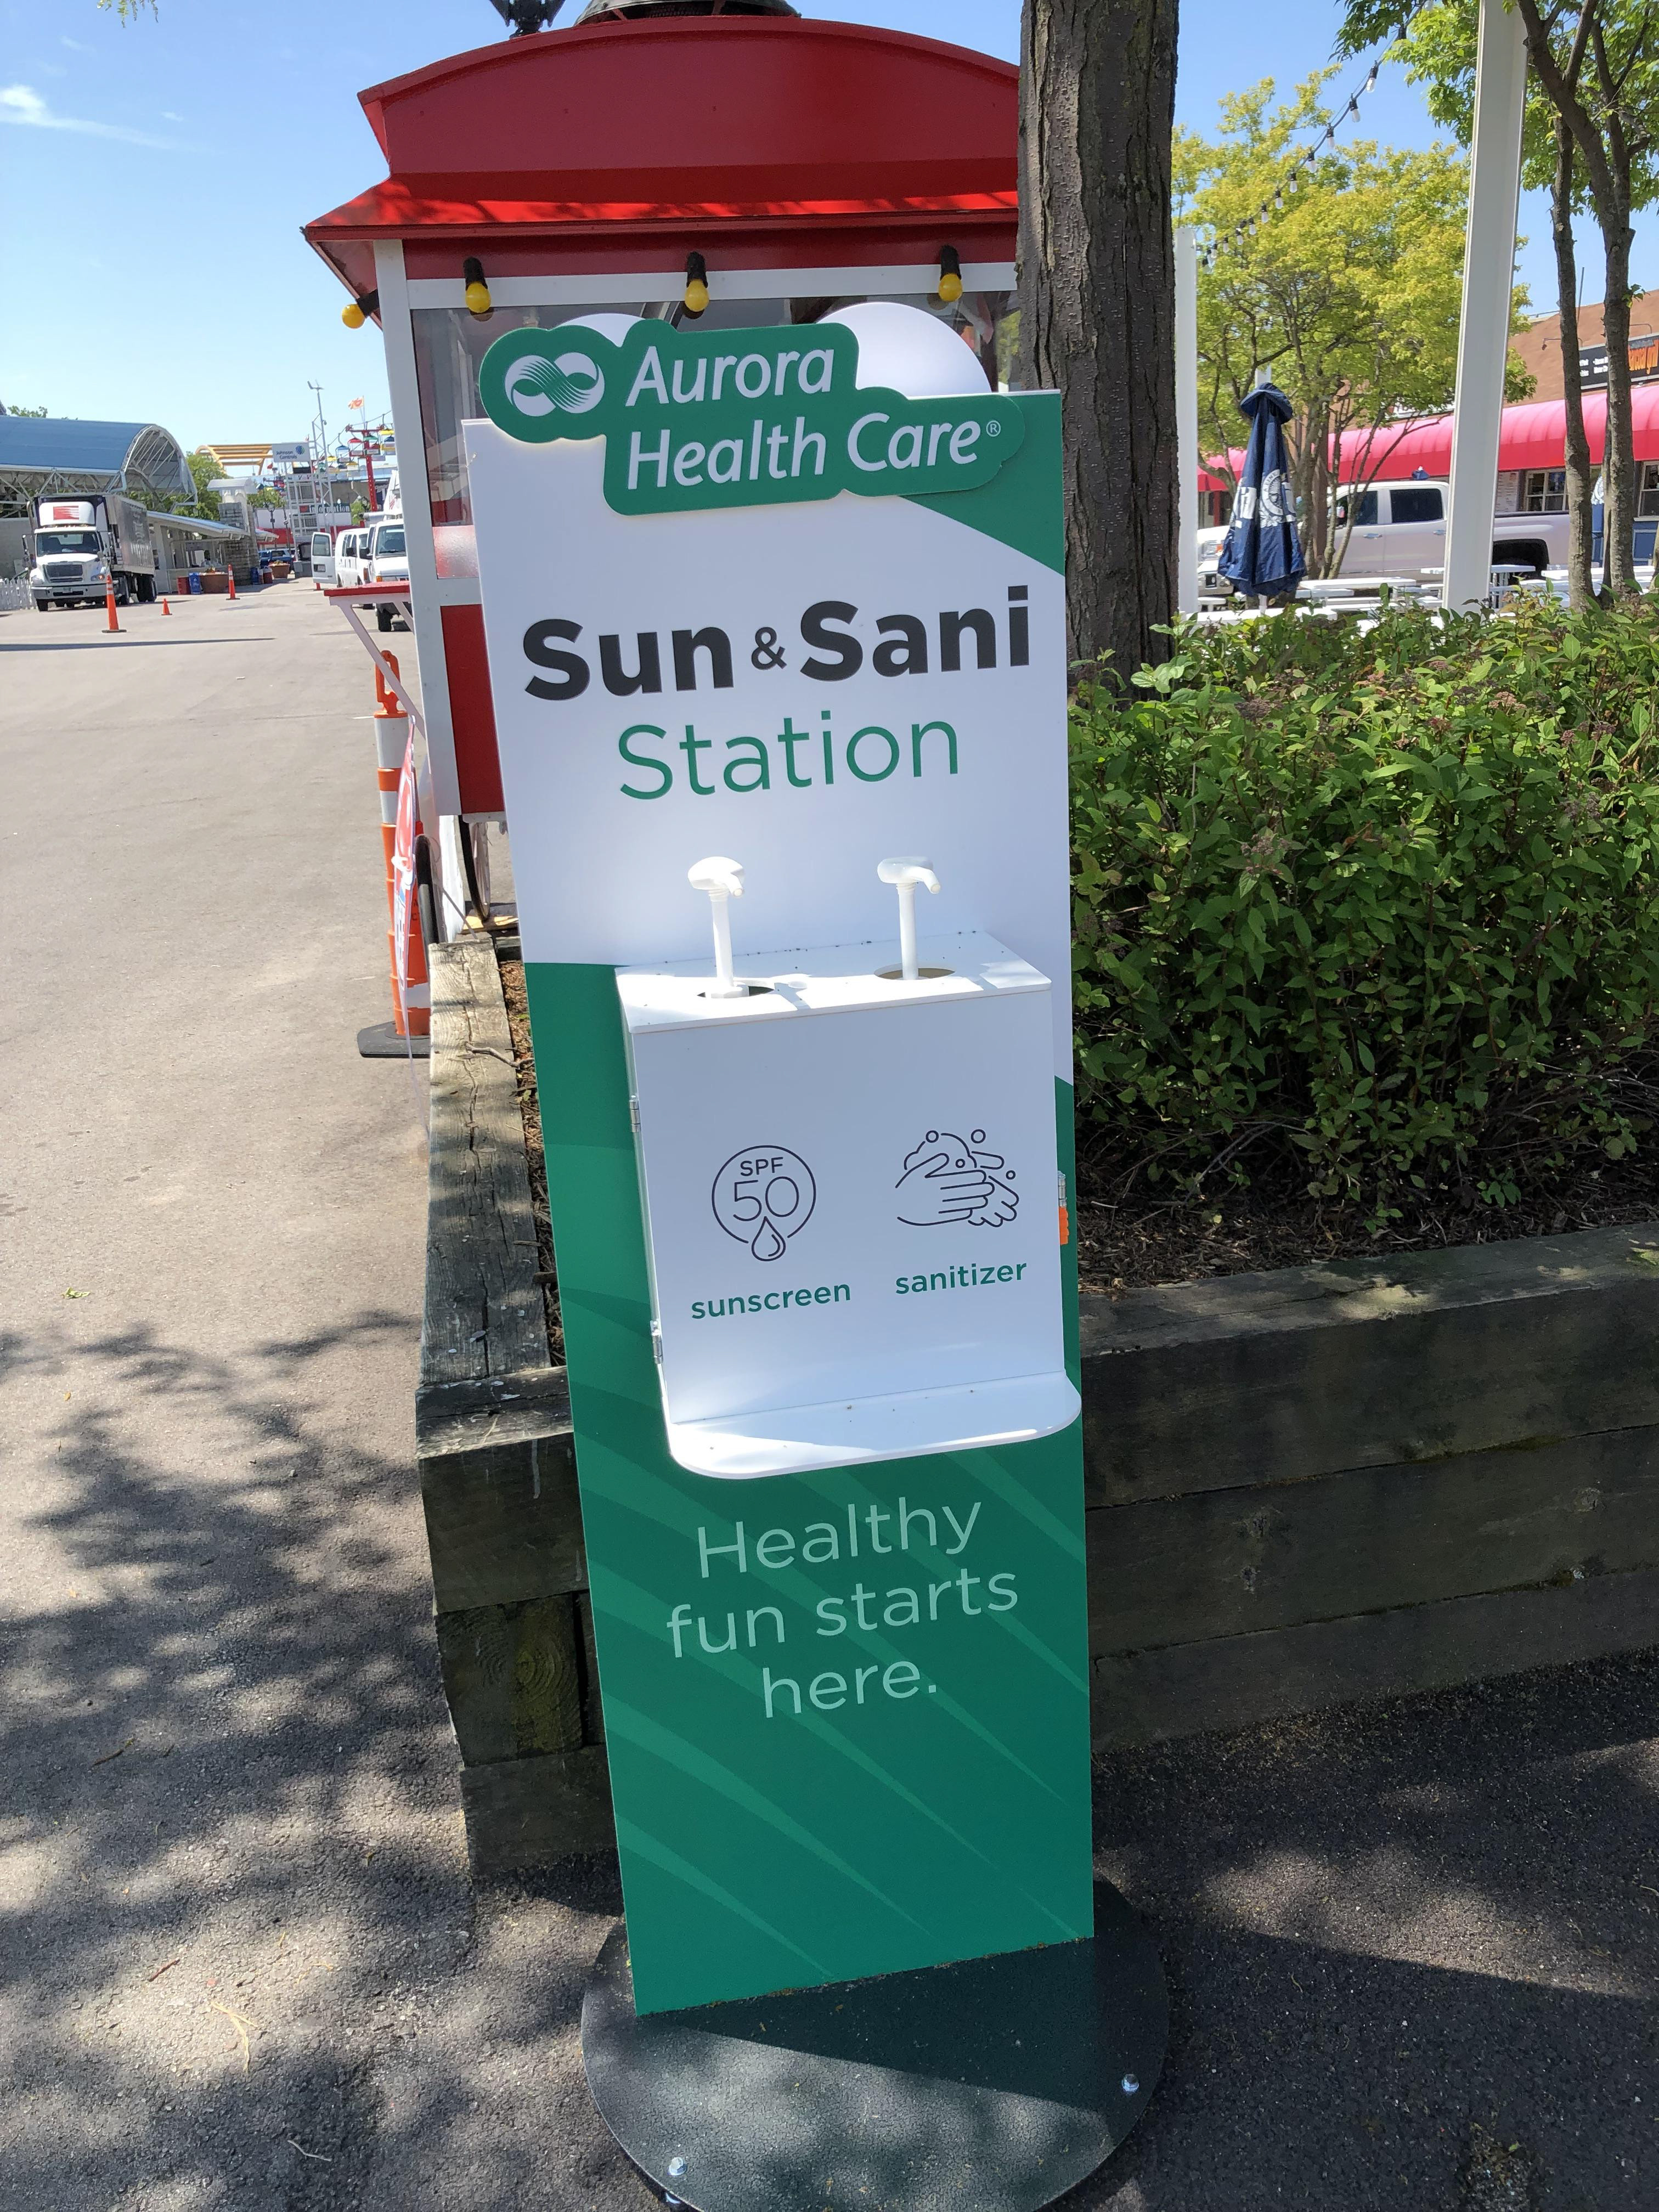 Aurora
Health Care®
Sun & Sani
Station
SPF
50
sunscreen
sanitizer
Healthy
fun starts
here.